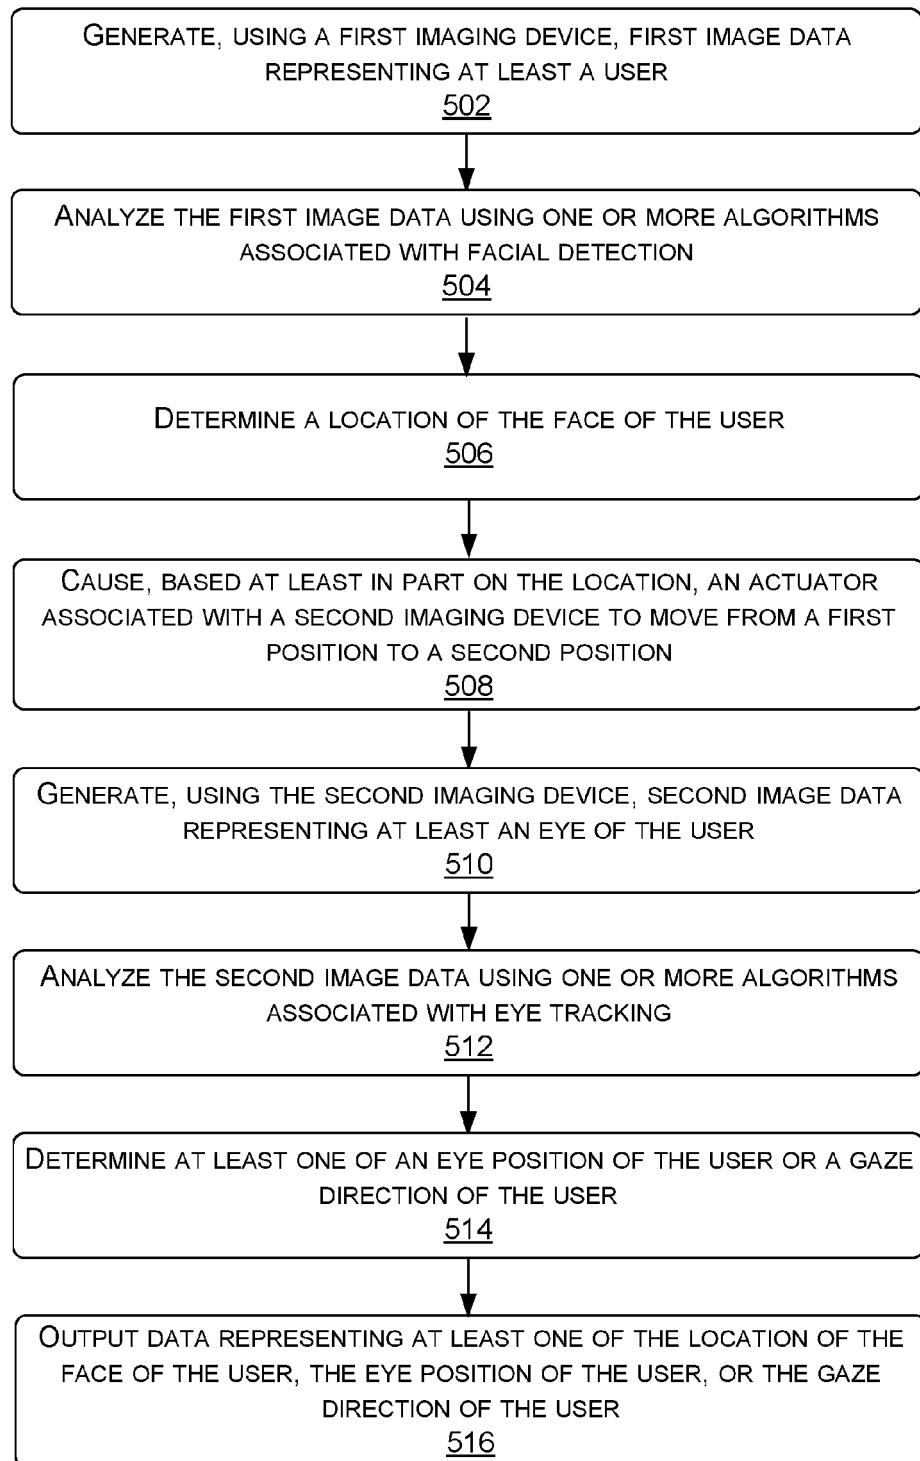 GENERATE, USING A FIRST IMAGING DEVICE, FIRST IMAGE DATA
REPRESENTING AT LEAST A USER
502
ANALYZE THE FIRST IMAGE DATA USING ONE OR MORE ALGORITHMS
ASSOCIATED WITH FACIAL DETECTION
504
DETERMINE A LOCATION OF THE FACE OF THE USER
506
CAUSE, BASED AT LEAST IN PART ON THE LOCATION, AN ACTUATOR
ASSOCIATED WITH A SECOND IMAGING DEVICE TO MOVE FROM A FIRST
POSITION TO A SECOND POSITION
508
GENERATE, USING THE SECOND IMAGING DEVICE, SECOND IMAGE DATA
REPRESENTING AT LEAST AN EYE OF THE USER
510
ANALYZE THE SECOND IMAGE DATA USING ONE OR MORE ALGORITHMS
ASSOCIATED WITH EYE TRACKING
512
DETERMINE AT LEAST ONE OF AN EYE POSITION OF THE USER OR A GAZE
DIRECTION OF THE USER
514
OUTPUT DATA REPRESENTING AT LEAST ONE OF THE LOCATION OF THE
FACE OF THE USER, THE EYE POSITION OF THE USER, OR THE GAZE
DIRECTION OF THE USER
516